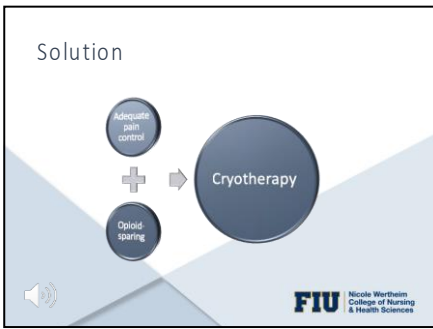 Solution
Adequate
pain
control
Opioid-
sparing
Cryotherapy
FIU
Nicole Wertheim
College of Nursing
& Health Sciences